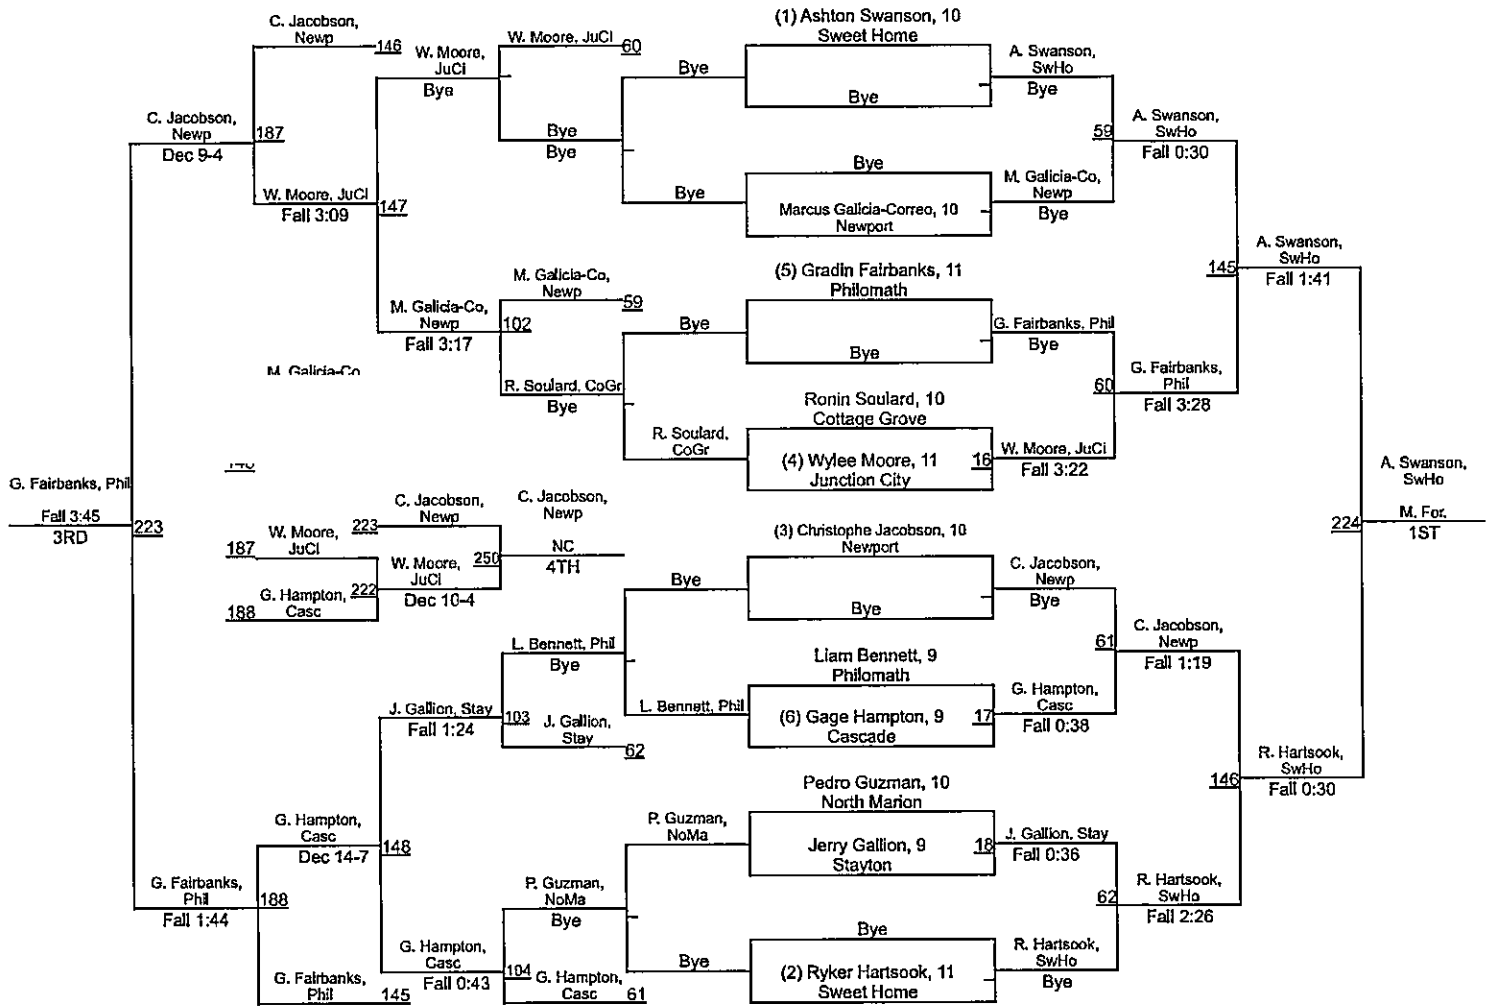 C. Jacobson,
Newp
146
W. Moore,
JuCi
Bye
W. Moore, JuCi
60
(1) Ashton Swanson, 10
Sweet Home
Bye
Bye
A. Swanson,
SwHo
Bye
C. Jacobson,
Newp
187
Dec 9-4
Bye
Bye
59
A. Swanson,
SwHo
Fall 0:30
W. Moore, JuCi
Fall 3:09
147
Bye
Bye
Marcus Galicia-Correo, 10
Newport
M. Galicia-Co,
Newp
Bye
M. Galicia-Co,
Newp
59
(5) Gradin Fairbanks, 11
Philomath
145
A. Swanson,
SwHo
Fall 1:41
M. Galicia-Co,
Newp
102
Fall 3:17
Bye
Bye
G. Fairbanks, Phil
Bye
M. Galicia-Co
R. Soulard, CoGr
Bye
Ronin Soulard, 10
Cottage Grove
60
G. Fairbanks,
Phil
Fall 3:28
R. Soulard,
CoGr
(4) Wylee Moore, 11
Junction City
16
W. Moore, JuCi
Fall 3:22
G. Fairbanks, Phil
Fall 3:45
3RD
223
C. Jacobson,
Newp
223
C. Jacobson,
Newp
A. Swanson,
SwHo
224
M. For.
1ST
187
W. Moore,
JuCi
250
NC
4TH
(3) Christophe Jacobson, 10
Newport
W. Moore,
JuCi
222
Dec 10-4
188
G. Hampton,
Casc
Bye
Bye
C. Jacobson,
Newp
Bye
L. Bennett, Phil
Bye
Liam Bennett, 9
Philomath
61
C. Jacobson,
Newp
Fall 1:19
J. Gallion, Stay
Fall 1:24
103
J. Gallion,
Stay
62
L. Bennett, Phil
(6) Gage Hampton, 9
Cascade
17
G. Hampton,
Casc
Fall 0:38
Pedro Guzman, 10
North Marion
146
R. Hartsook,
SwHo
Fall 0:30
G. Hampton,
Casc
Dec 14-7
148
P. Guzman,
NoMa
Jerry Gallion, 9
Stayton
18
J. Gallion, Stay
Fall 0:36
G. Fairbanks,
Phil
Fall 1:44
188
P. Guzman,
NoMa
Bye
62
R. Hartsook,
SwHo
Fall 2:26
Bye
G. Hampton,
Casc
Fall 0:43
104
Bye
(2) Ryker Hartsook, 11
Sweet Home
R. Hartsook,
SwHo
Bye
G. Fairbanks,
Phil
145
G. Hampton,
Casc
61